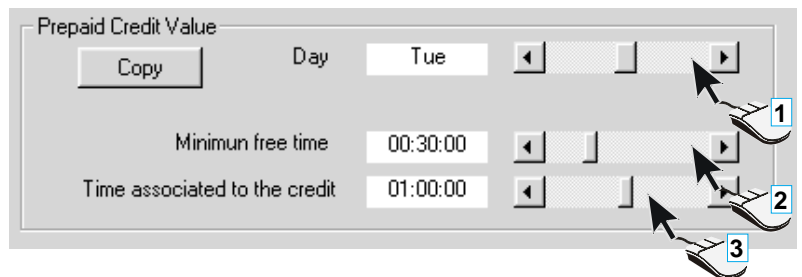 Prepaid Credit Value
Copy
Day Tue
1
Minimun free time 00:30:00
2
Time associated to the credit 01:00:00
3